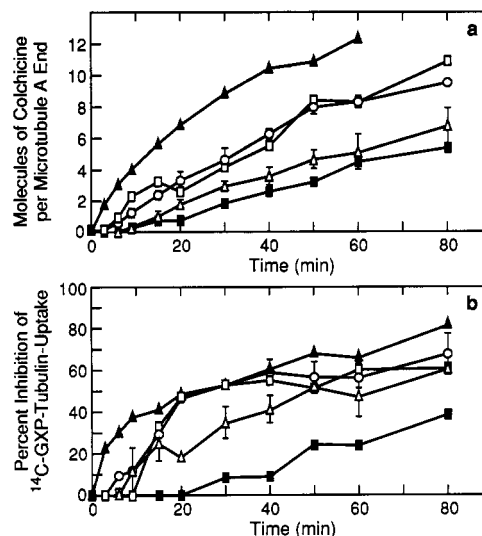 a
Molecules of Colchicine
per Microtubule A End
12
10
8
6
4
2
0
0 20 40 60 80
Time (min)
b
Percent Inhibition of
14C-GXP-Tubulin-Uptake
100
80
60
40
20
0
0 20 40 60 80
Time (min)